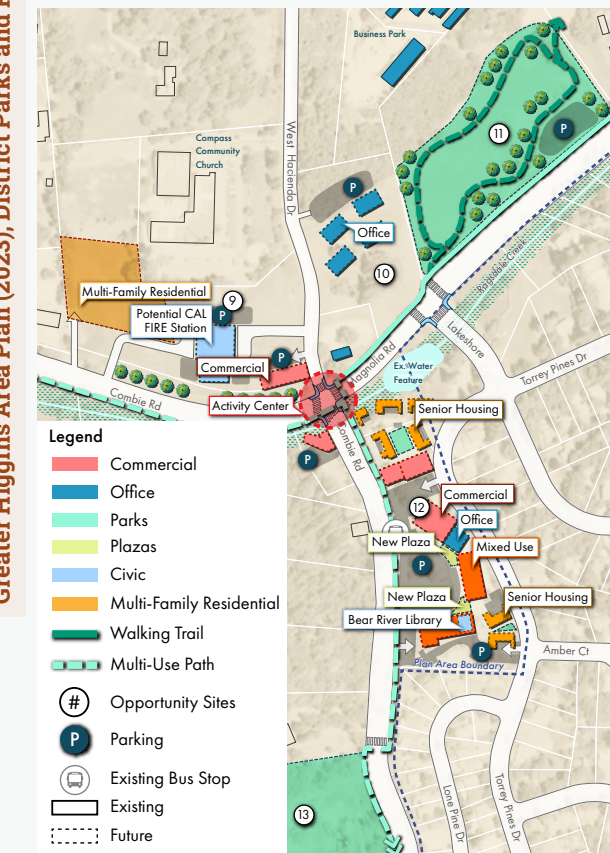 Greater Higgins Area Plan (2023), District Parks and
Business Park
Compass
Community
Church
West Hacienda Dr
P
11
P
Office
10
Multi-Family Residential
9
P
Potential CAL
FIRE Station
Ragsdale Creek
Lakeshore
Magnolia Rd
P
Commercial
Torrey Pines Dr
Ex. Water
Feature
Activity Center
Combie Rd
Senior Housing
Combie Rd
P
Commercial
12
Office
New Plaza
Mixed Use
P
New Plaza
Senior Housing
Bear River Library
P
Amber Ct
Plan Area Boundary
Lone Pine Dr
Torrey Pines Dr
13
Legend
Commercial
Office
Parks
Plazas
Civic
Multi-Family Residential
Walking Trail
Multi-Use Path
# Opportunity Sites
P Parking
Existing Bus Stop
Existing
Future